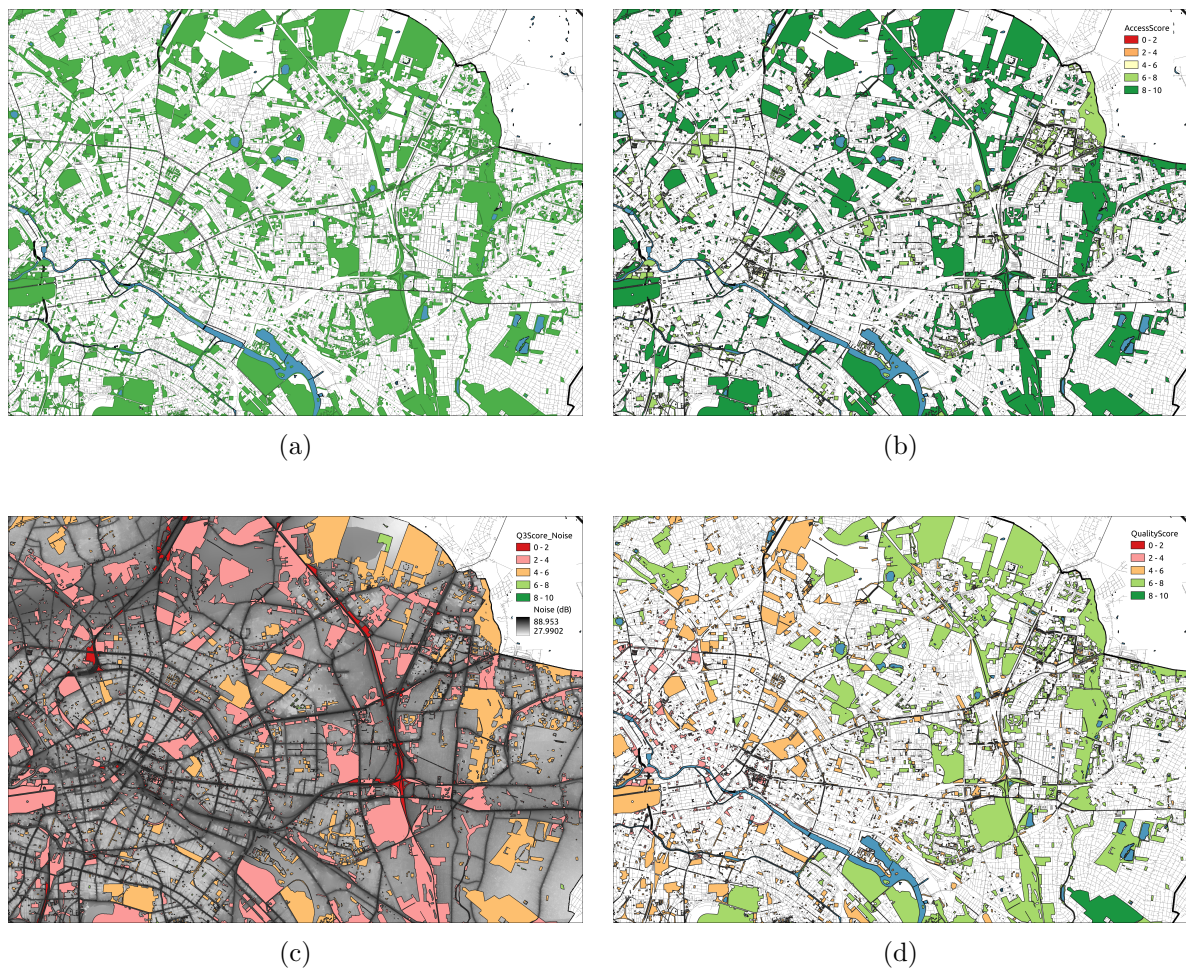 AccessScore
0 - 2
2 - 4
4 - 6
6 - 8
8 - 10
(a)
(b)
Q3Score_Noise
0 - 2
2 - 4
4 - 6
6 - 8
8 - 10
Noise (dB)
88.953
27.9902
QualityScore
0 - 2
2 - 4
4 - 6
6 - 8
8 - 10
(c)
(d)